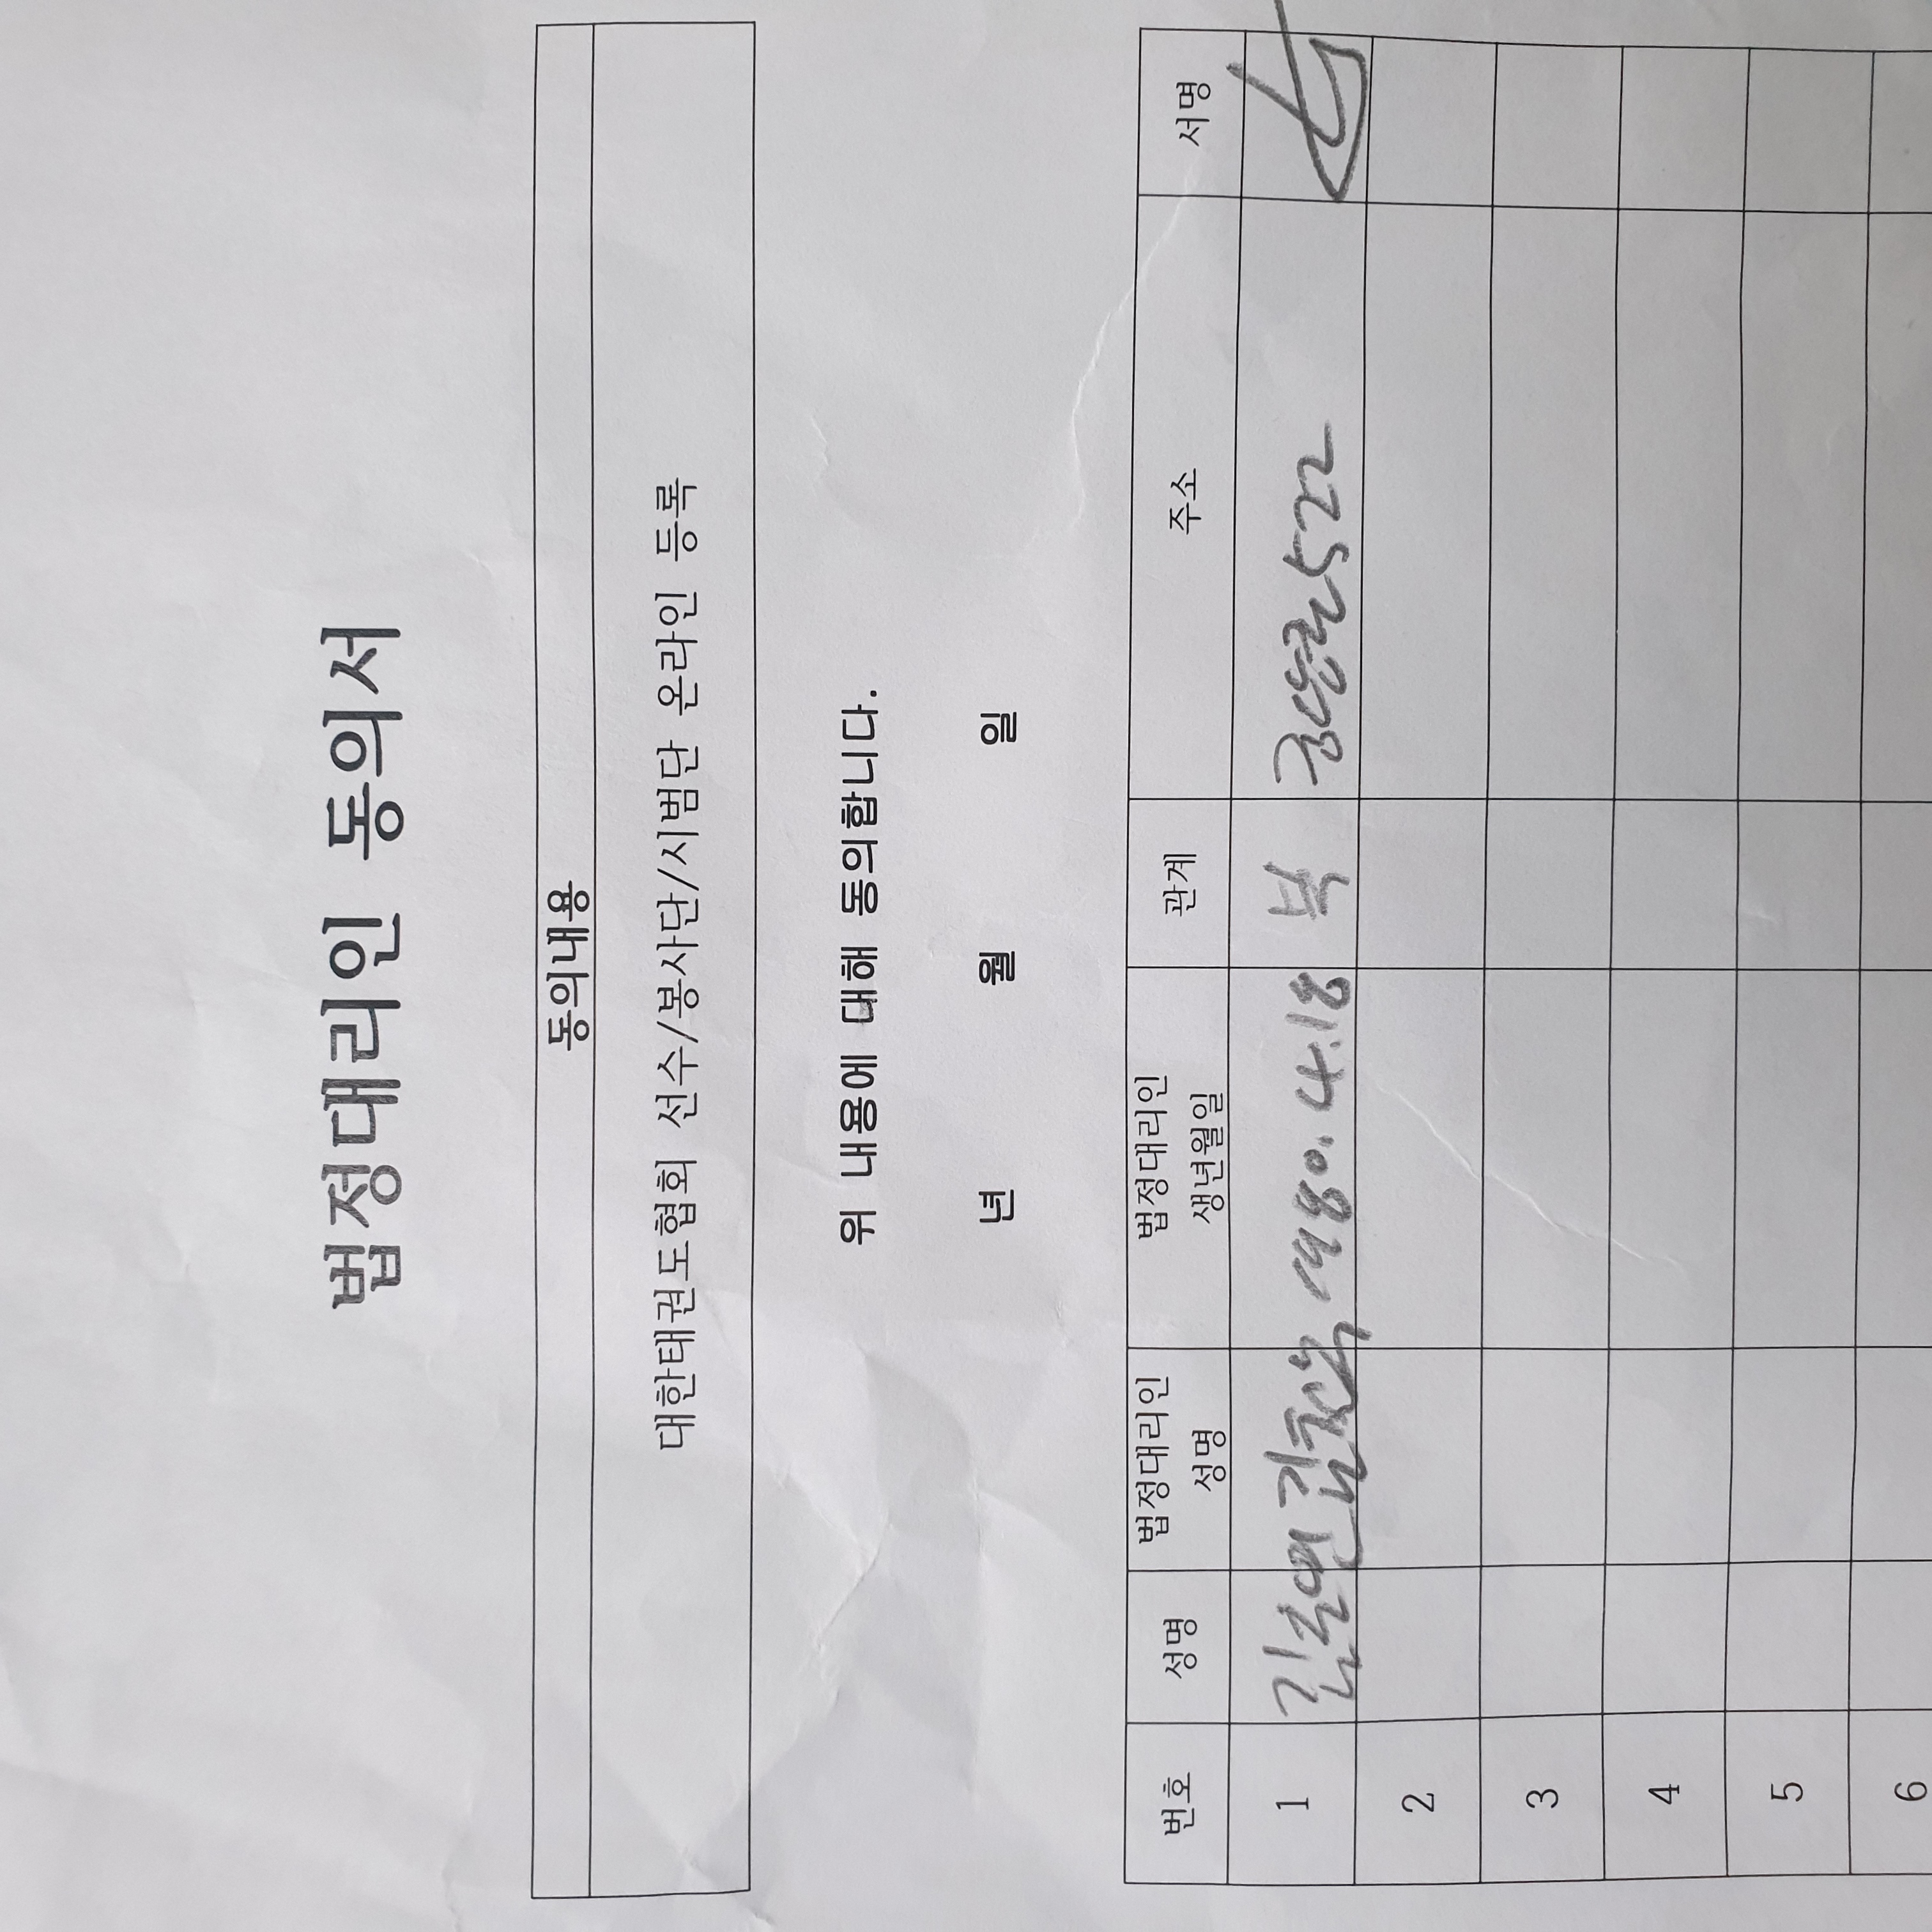 법정대리인 동의서
동의내용
대한태권도협회 선수/봉사단/시범단 온라인 등록
위 내용에 대해 동의합니다.
년 월 일
번호 성명 법정대리인 성명 법정대리인 생년월일 관계 주소 서명
1 김주연 1980. 4.18 부 522
2
3
4
5
6